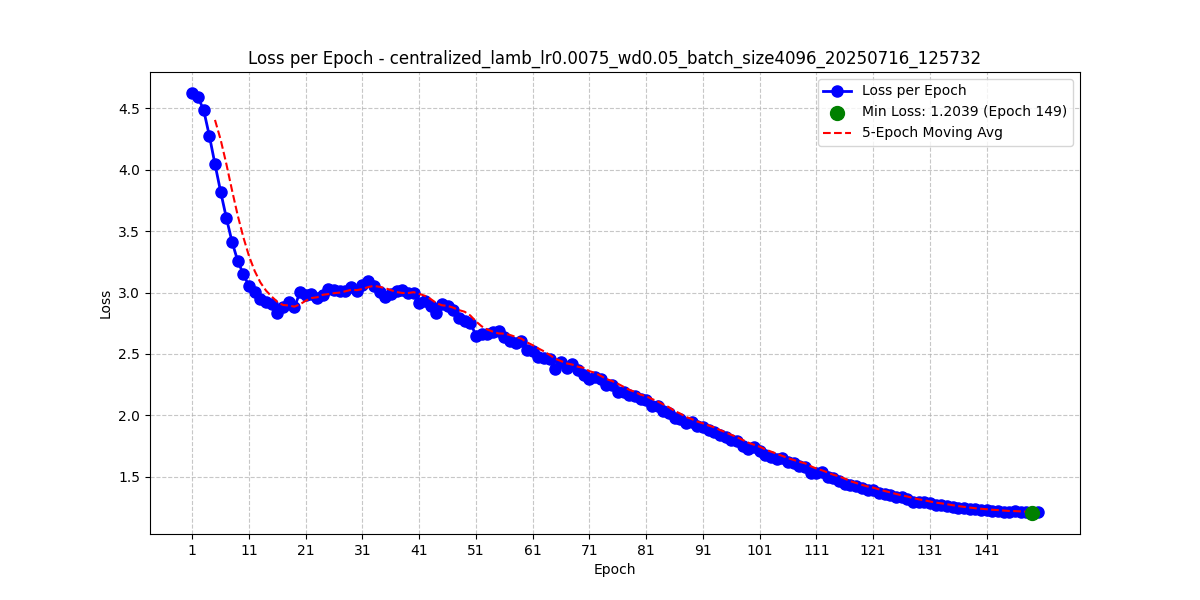 Loss per Epoch - centralized_lamb_lr0.0075_wd0.05_batch_size4096_20250716_125732
Loss per Epoch
Min Loss: 1.2039 (Epoch 149)
5-Epoch Moving Avg
Loss
4.5
4.0
3.5
3.0
2.5
2.0
1.5
1 11 21 31 41 51 61 71 81 91 101 111 121 131 141
Epoch